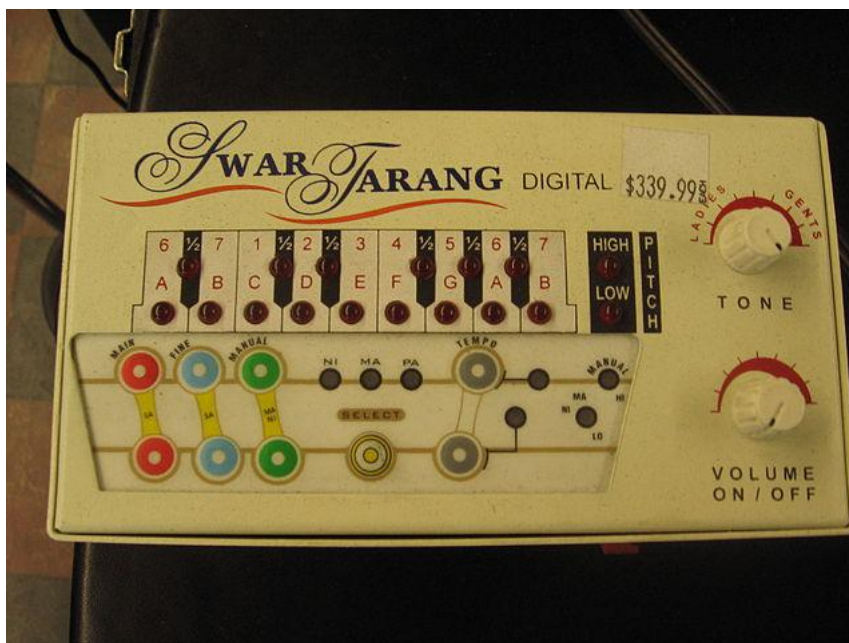 SWAR TARANG DIGITAL
$339.99 EACH
LADIES GENTS
TONE
6 ½ 7 1 ½ 2 ½ 3 4 ½ 5 ½ 6 ½ 7
A B C D E F G A B
HIGH
LOW
PITCH
MAIN FINE MANUAL
SA SA MA NI
NI MA PA
SELECT
TEMPO
MANUAL
HI
MA
NI
LO
VOLUME
ON / OFF